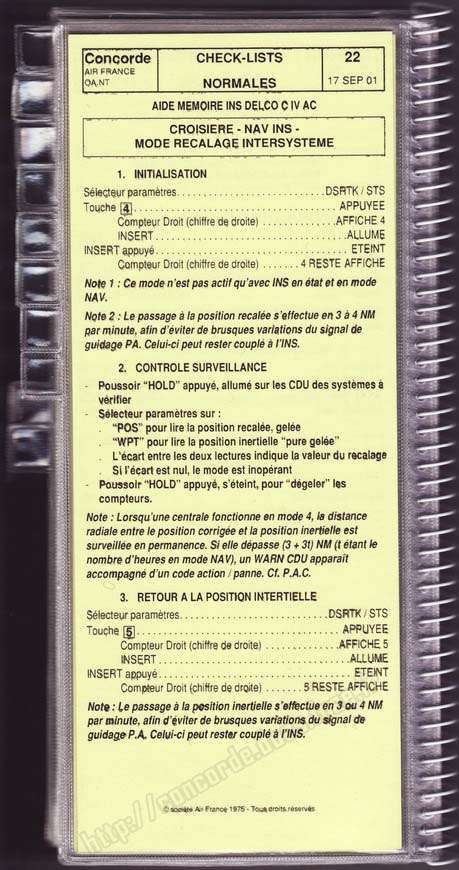 Concorde
AIR FRANCE
OA.NT
CHECK-LISTS
NORMALES
22
17 SEP 01
AIDE MEMOIRE INS DELCO C IV AC
CROISIERE - NAV INS -
MODE RECALAGE INTERSYSTEME
1. INITIALISATION
Sélecteur paramètres. . . . . . . . . . . . . . . . . . . . . . . DSRTK / STS
Touche 4 . . . . . . . . . . . . . . . . . . . . . . . . . . . . . . . . APPUYEE
Compteur Droit (chiffre de droite) . . . . . . . . . . . . AFFICHE 4
INSERT . . . . . . . . . . . . . . . . . . . . . . . . . . . . . . ALLUME
INSERT appuyé. . . . . . . . . . . . . . . . . . . . . . . . . . . . . ETEINT
Compteur Droit (chiffre de droite) . . . . . . 4 RESTE AFFICHE
Note 1 : Ce mode n'est pas actif qu'avec INS en état et en mode
NAV.
Note 2 : Le passage à la position recalée s'effectue en 3 à 4 NM
par minute, afin d'éviter de brusques variations du signal de
guidage PA. Celui-ci peut rester couplé à l'INS.
2. CONTROLE SURVEILLANCE
- Poussoir "HOLD" appuyé, allumé sur les CDU des systèmes à
vérifier
- Sélecteur paramètres sur :
. "POS" pour lire la position recalée, gelée
. "WPT" pour lire la position inertielle "pure gelée"
. L'écart entre les deux lectures indique la valeur du recalage
. Si l'écart est nul, le mode est inopérant
- Poussoir "HOLD" appuyé, s'éteint, pour "dégeler" les
compteurs.
Note : Lorsqu'une centrale fonctionne en mode 4, la distance
radiale entre le position corrigée et la position inertielle est
surveillée en permanence. Si elle dépasse (3 + 3t) NM (t étant le
nombre d'heures en mode NAV), un WARN CDU apparaît
accompagné d'un code action / panne. Cf. P.A.C.
3. RETOUR A LA POSITION INTERTIELLE
Sélecteur paramètres. . . . . . . . . . . . . . . . . . . . . . . DSRTK / STS
Touche 5 . . . . . . . . . . . . . . . . . . . . . . . . . . . . . . . . APPUYEE
Compteur Droit (chiffre de droite) . . . . . . . . . . . . AFFICHE 5
INSERT . . . . . . . . . . . . . . . . . . . . . . . . . . . . . . ALLUME
INSERT appuyé . . . . . . . . . . . . . . . . . . . . . . . . . . . . ETEINT
Compteur Droit (chiffre de droite) . . . . . . 5 RESTE AFFICHE
Note : Le passage à la position inertielle s'effectue en 3 ou 4 NM
par minute, afin d'éviter de brusques variations du signal de
guidage P.A. Celui-ci peut rester couplé à l'INS.
© société Air France 1975 - Tous droits réservés